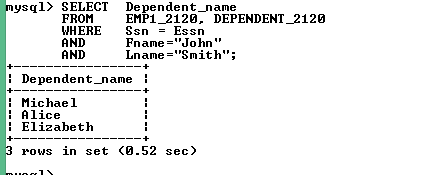 mysql> SELECT  Dependent_name
       FROM    EMP1_2120, DEPENDENT_2120
       WHERE   Ssn = Essn
       AND     Fname="John"
       AND     Lname="Smith";
+----------------+
| Dependent_name |
+----------------+
| Michael        |
| Alice          |
| Elizabeth      |
+----------------+
3 rows in set (0.52 sec)
mysql>